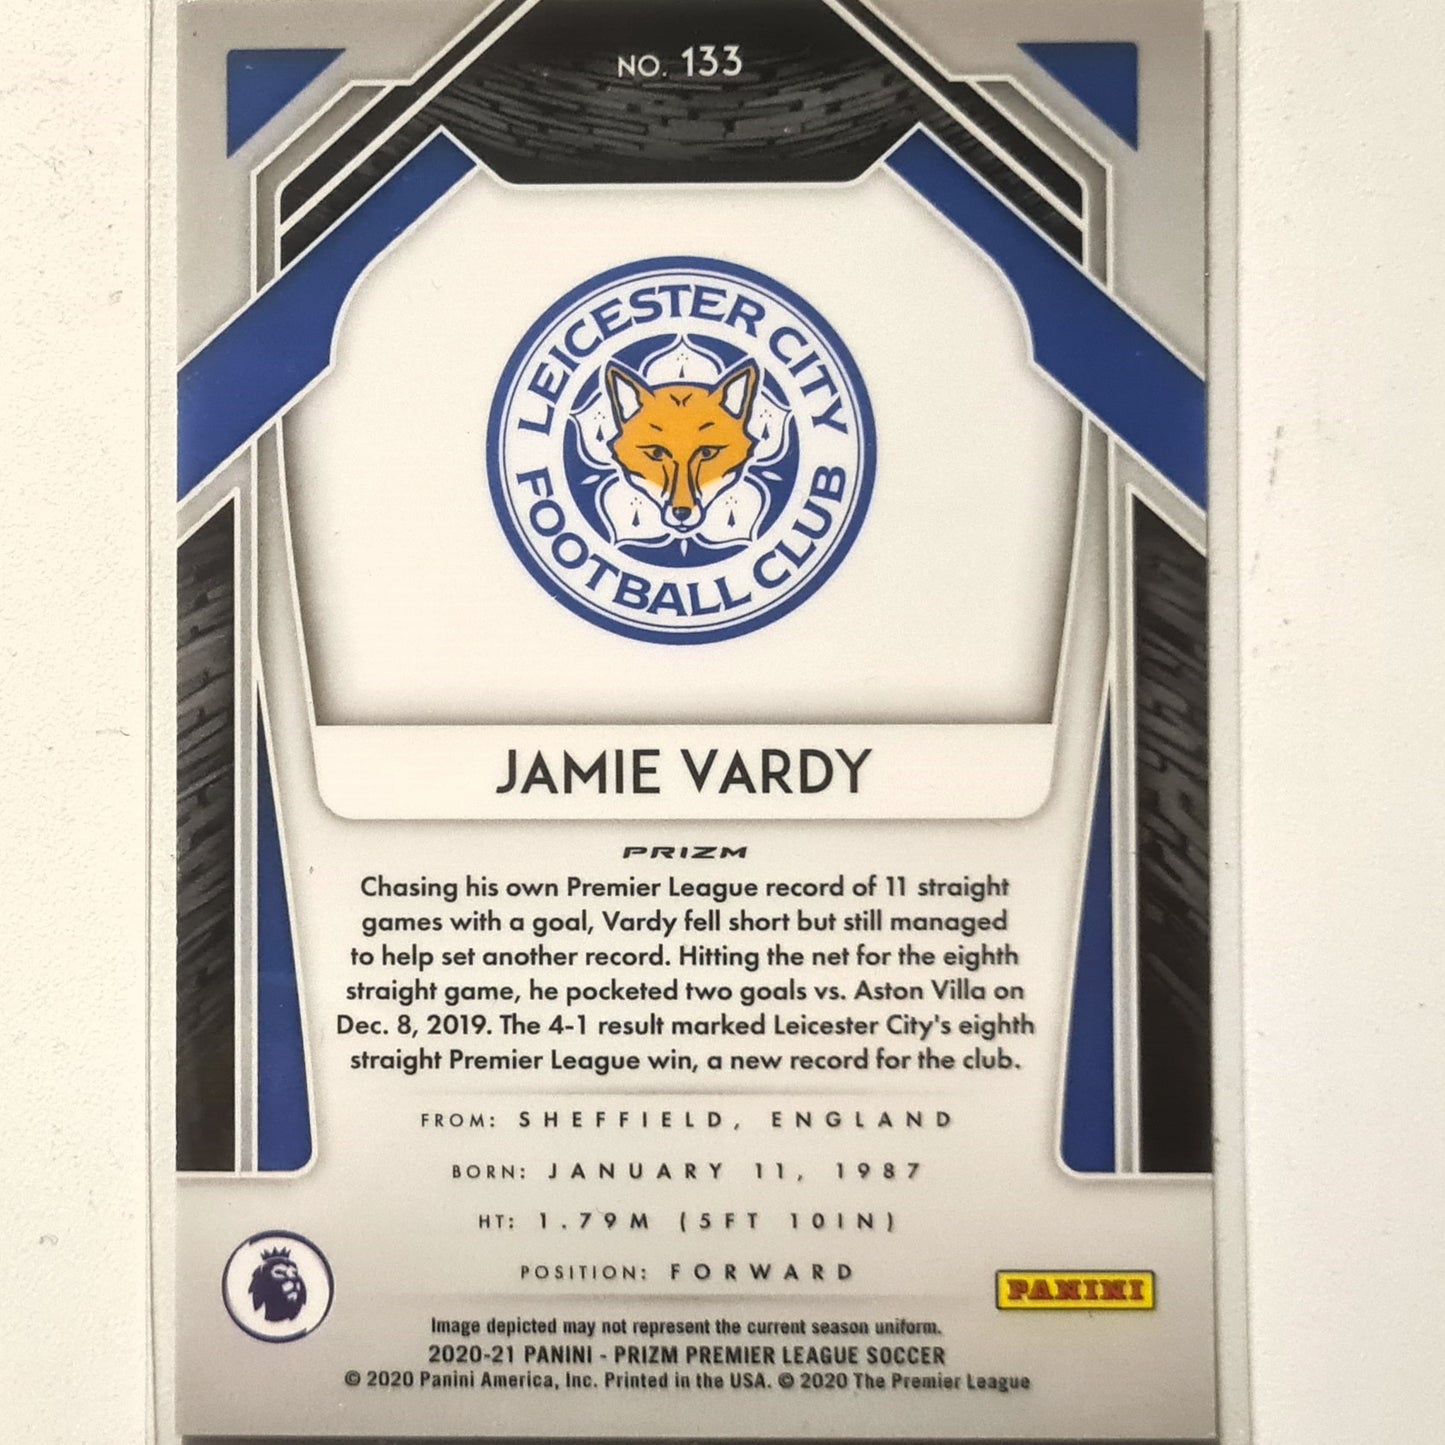 NO. 133
LEICESTER CITY
FOOTBALL CLUB
JAMIE VARDY
PRIZM
Chasing his own Premier League record of 11 straight
games with a goal, Vardy fell short but still managed
to help set another record. Hitting the net for the eighth
straight game, he pocketed two goals vs. Aston Villa on
Dec. 8, 2019. The 4-1 result marked Leicester City's eighth
straight Premier League win, a new record for the club.
FROM: SHEFFIELD, ENGLAND
BORN: JANUARY 11, 1987
HT: 1.79M (5FT 10IN)
POSITION: FORWARD
PANINI
Image depicted may not represent the current season uniform.
2020-21 PANINI - PRIZM PREMIER LEAGUE SOCCER
© 2020 Panini America, Inc. Printed in the USA. © 2020 The Premier League